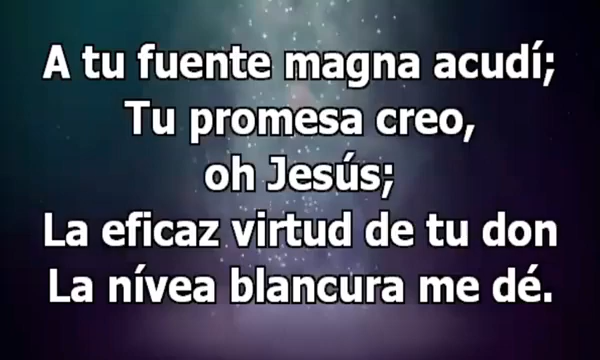 A tu fuente magna acudí;
Tu promesa creo,
oh Jesús;
La eficaz virtud de tu don
La nívea blancura me dé.